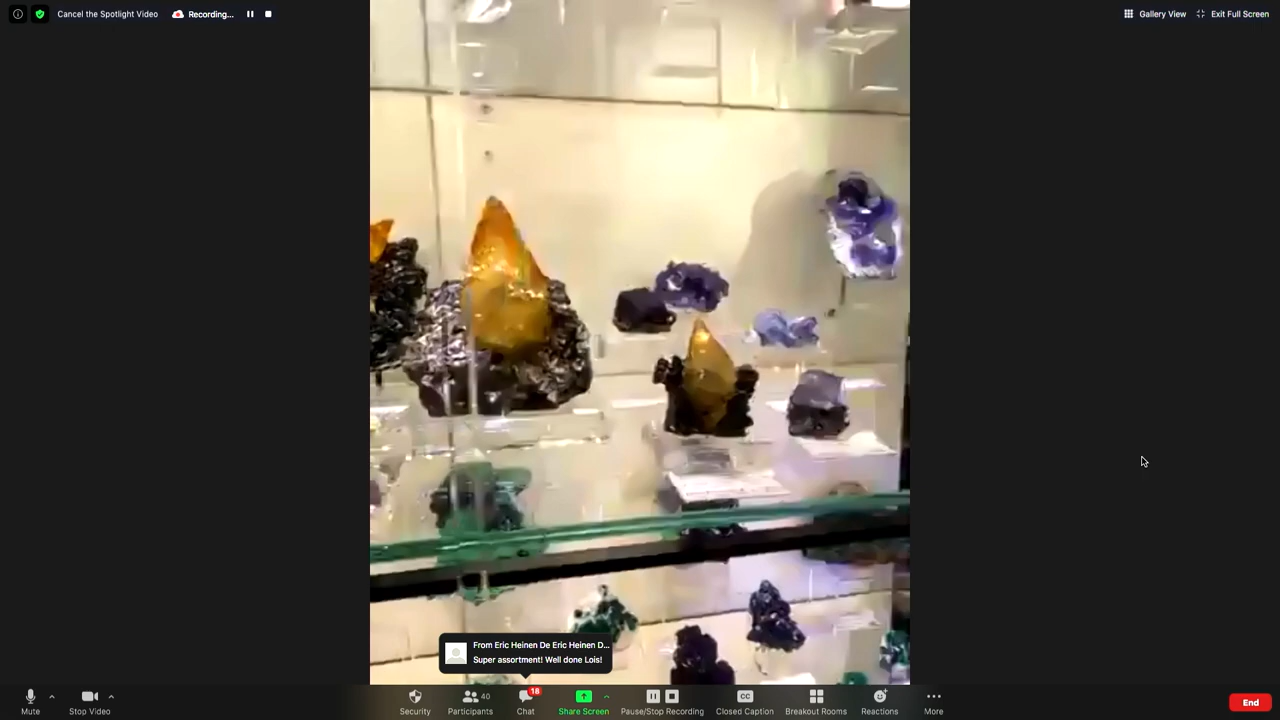 Cancel the Spotlight Video
Recording...
Gallery View
Exit Full Screen
From Eric Heinen De Eric Heinen D...
Super assortment! Well done Lois!
Mute
Stop Video
Security
Participants
40
Chat
18
Share Screen
Pause/Stop Recording
CC
Closed Caption
Breakout Rooms
Reactions
More
End